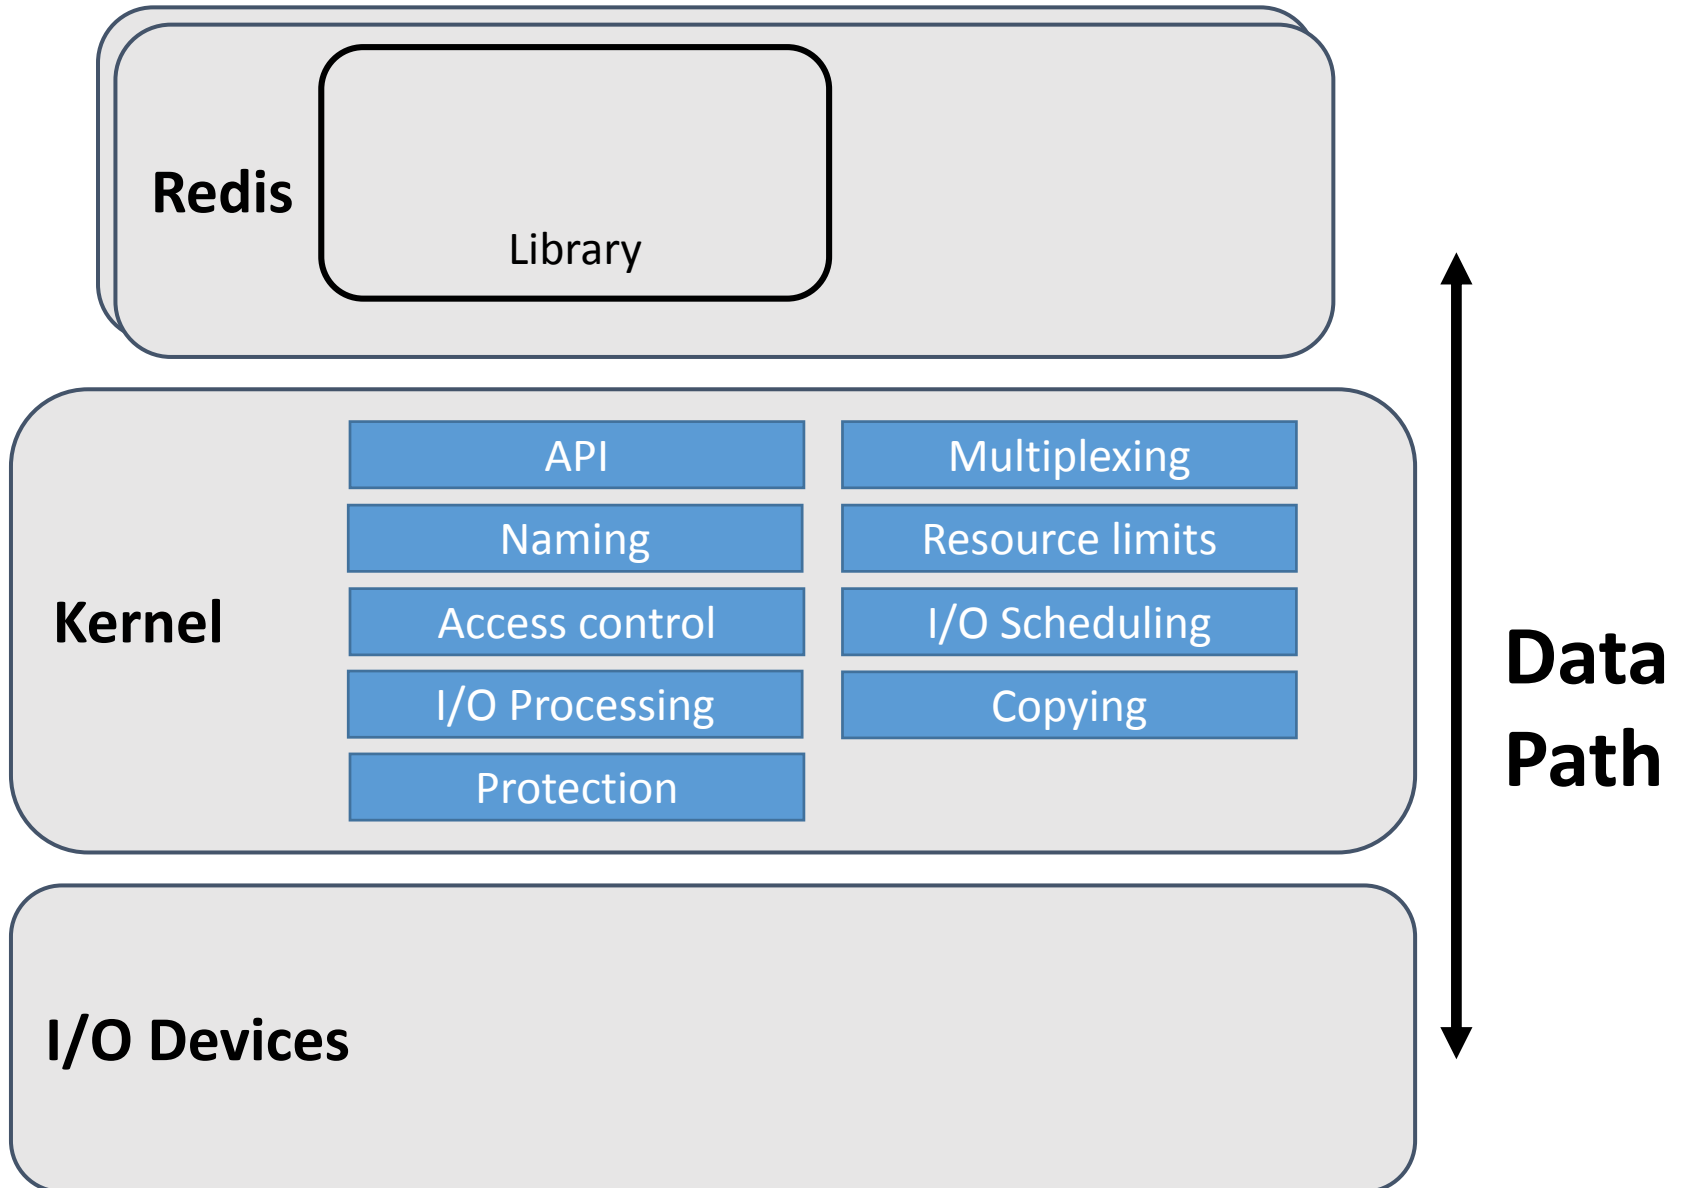 Redis
Library
Kernel
API
Multiplexing
Naming
Resource limits
Access control
I/O Scheduling
I/O Processing
Copying
Protection
Data
Path
I/O Devices